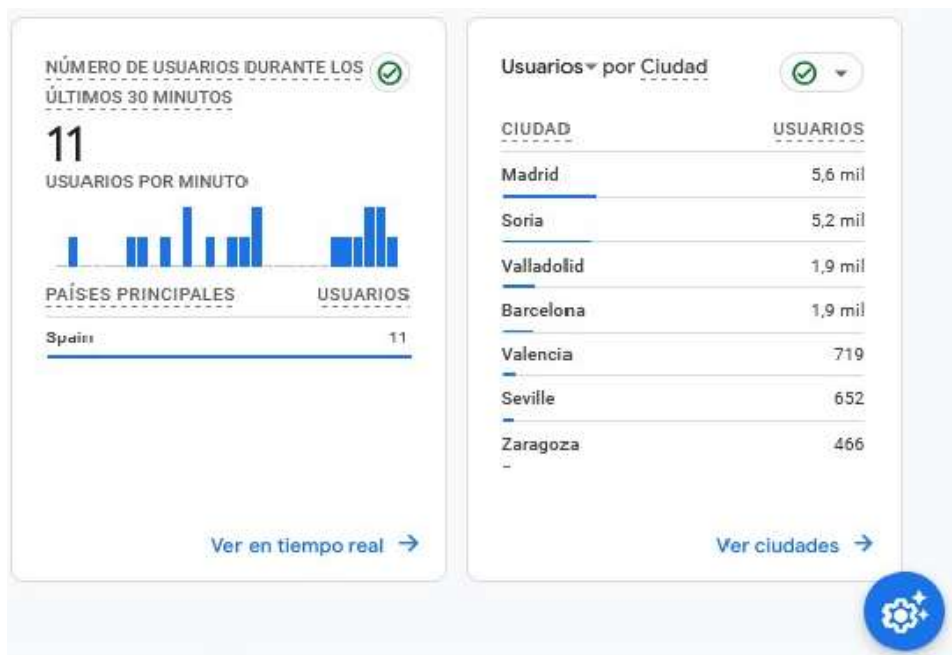 NÚMERO DE USUARIOS DURANTE LOS
ÚLTIMOS 30 MINUTOS
11
USUARIOS POR MINUTO
PAÍSES PRINCIPALES USUARIOS
Spain 11
Ver en tiempo real
Usuarios por Ciudad
CIUDAD USUARIOS
Madrid 5,6 mil
Soria 5,2 mil
Valladolid 1,9 mil
Barcelona 1,9 mil
Valencia 719
Seville 652
Zaragoza 466
Ver ciudades